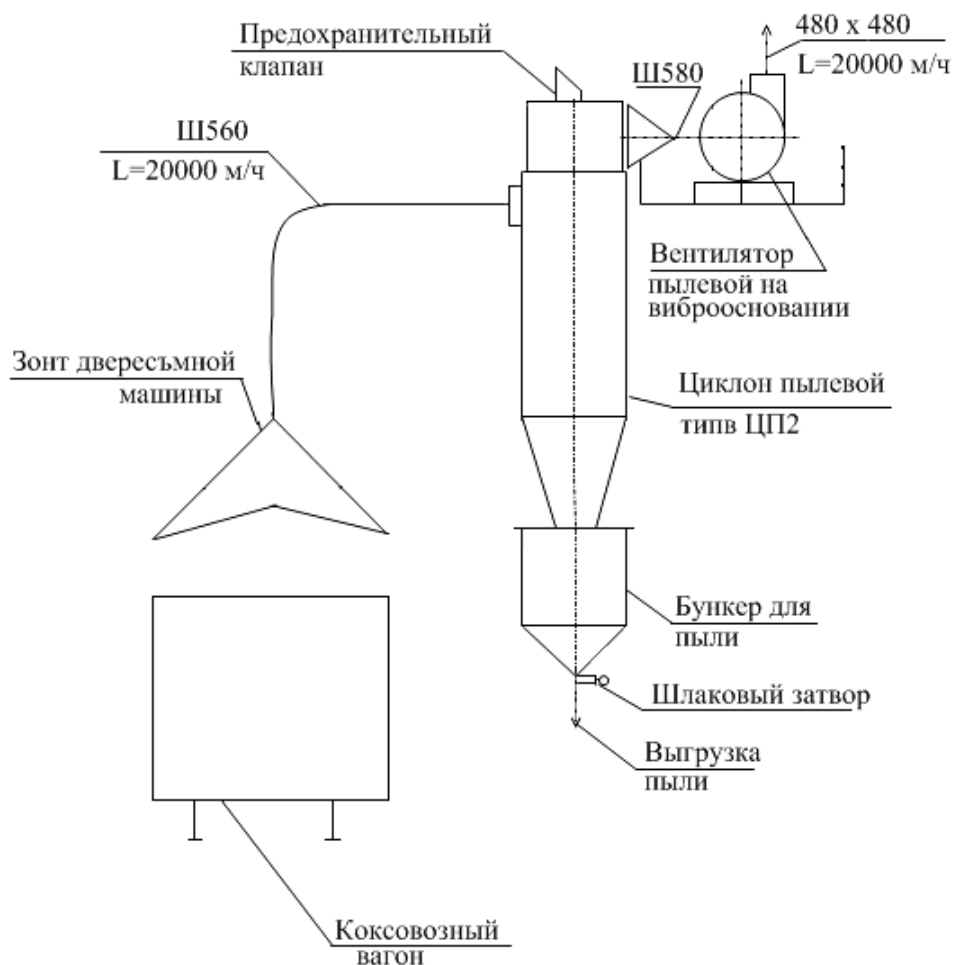 Предохранительный
клапан
480 х 480
L=20000 м/ч
Ш580
Ш560
L=20000 м/ч
Вентилятор
пылевой на
виброосновании
Зонт двересъмной
машины
Циклон пылевой
типв ЦП2
Бункер для
пыли
Шлаковый затвор
Выгрузка
пыли
Коксовозный
вагон